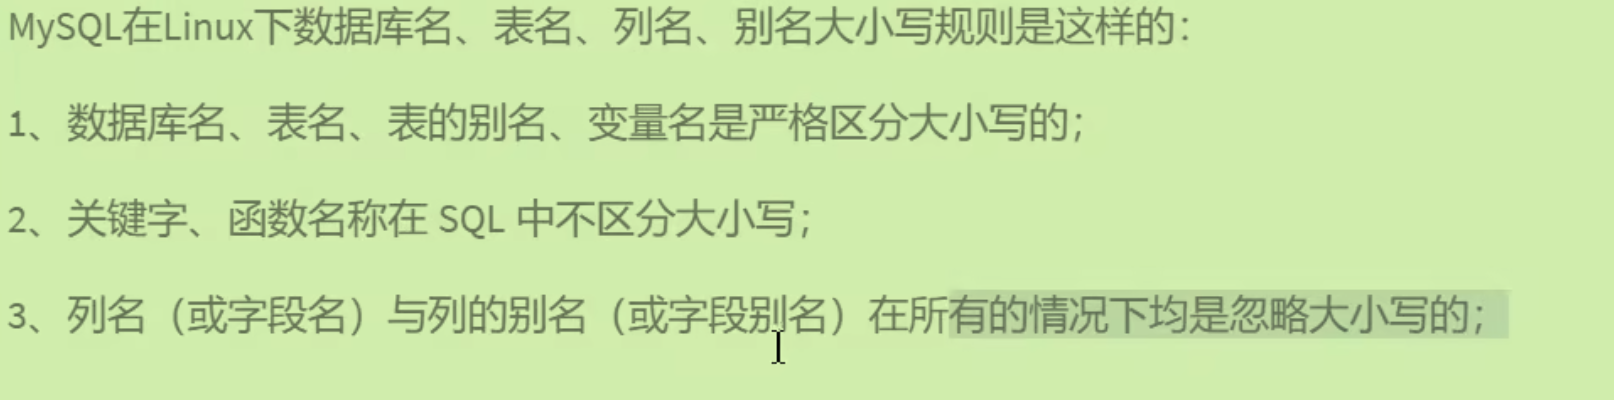 MySQL在Linux下数据库名、表名、列名、别名大小写规则是这样的：
1、数据库名、表名、表的别名、变量名是严格区分大小写的；
2、关键字、函数名称在 SQL 中不区分大小写；
3、列名（或字段名）与列的别名（或字段别名）在所有的情况下均是忽略大小写的；